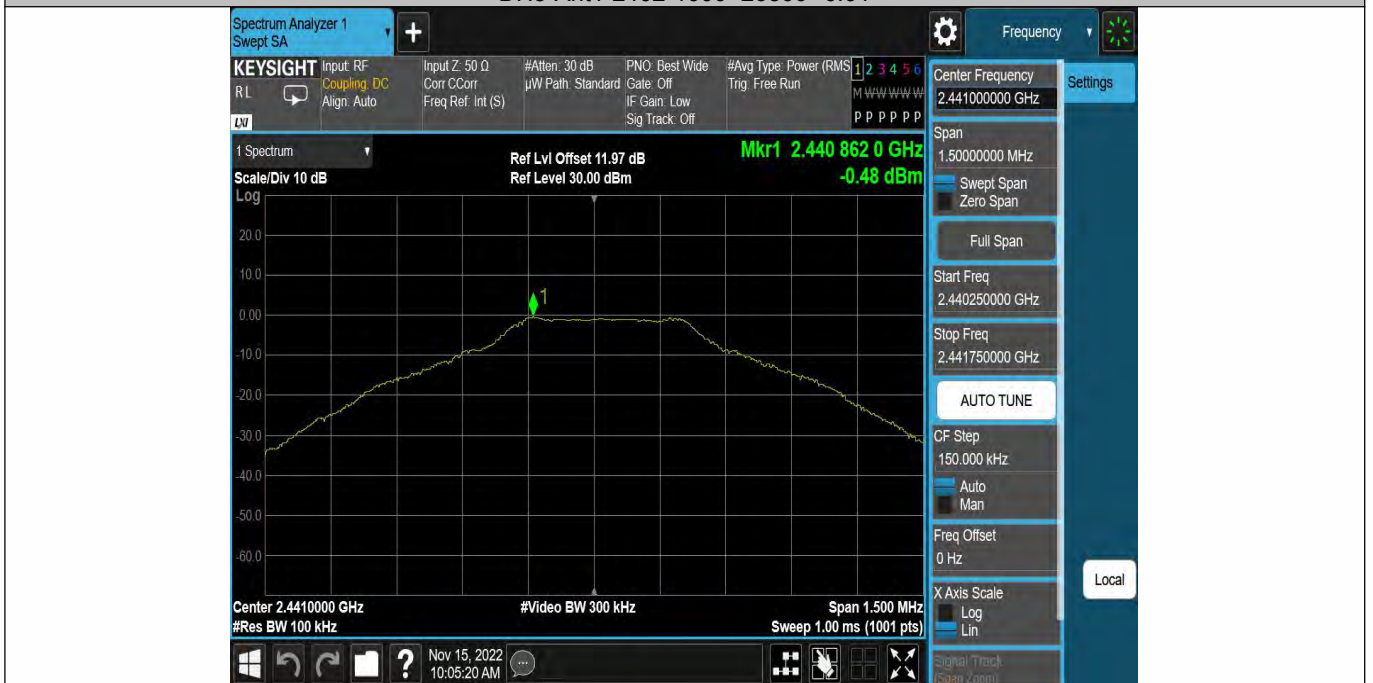 Spectrum Analyzer 1
Swept SA
Frequency
KEYSIGHT
RL
LXI
Input: RF
Coupling: DC
Align: Auto
Input Z: 50 Ω
Corr CCorr
Freq Ref: Int (S)
#Atten: 30 dB
µW Path: Standard
PNO: Best Wide
Gate: Off
IF Gain: Low
Sig Track: Off
#Avg Type: Power (RMS
Trig: Free Run
1 2 3 4 5 6
M W W W W W
P P P P P P
1 Spectrum
Scale/Div 10 dB
Ref Lvl Offset 11.97 dB
Ref Level 30.00 dBm
Mkr1 2.440 862 0 GHz
-0.48 dBm
Log
20.0
10.0
0.00
-10.0
-20.0
-30.0
-40.0
-50.0
-60.0
1
Center 2.4410000 GHz
#Res BW 100 kHz
#Video BW 300 kHz
Span 1.500 MHz
Sweep 1.00 ms (1001 pts)
Nov 15, 2022
10:05:20 AM
Center Frequency
2.441000000 GHz
Settings
Span
1.50000000 MHz
Swept Span
Zero Span
Full Span
Start Freq
2.440250000 GHz
Stop Freq
2.441750000 GHz
AUTO TUNE
CF Step
150.000 kHz
Auto
Man
Freq Offset
0 Hz
X Axis Scale
Log
Lin
Signal Track
(Span Zoom)
Local